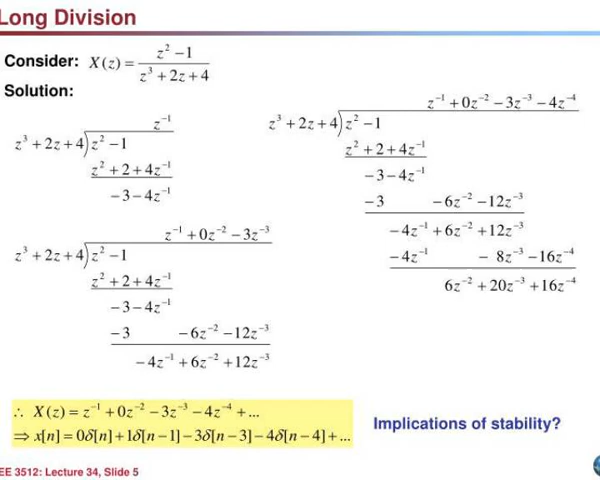 Long Division
Consider: X(z) = (z² − 1) / (z³ + 2z + 4)
Solution:
z⁻¹
z³ + 2z + 4)z² − 1
z² + 2 + 4z⁻¹
−3 − 4z⁻¹
z⁻¹ + 0z⁻² − 3z⁻³
z³ + 2z + 4)z² − 1
z² + 2 + 4z⁻¹
−3 − 4z⁻¹
−3 − 6z⁻² − 12z⁻³
−4z⁻¹ + 6z⁻² + 12z⁻³
z⁻¹ + 0z⁻² − 3z⁻³ − 4z⁻⁴
z³ + 2z + 4)z² − 1
z² + 2 + 4z⁻¹
−3 − 4z⁻¹
−3 − 6z⁻² − 12z⁻³
−4z⁻¹ + 6z⁻² + 12z⁻³
−4z⁻¹ − 8z⁻³ − 16z⁻⁴
6z⁻² + 20z⁻³ + 16z⁻⁴
∴ X(z) = z⁻¹ + 0z⁻² − 3z⁻³ − 4z⁻⁴ + ...
⇒ x[n] = 0δ[n] + 1δ[n − 1] − 3δ[n − 3] − 4δ[n − 4] + ...
Implications of stability?
EE 3512: Lecture 34, Slide 5